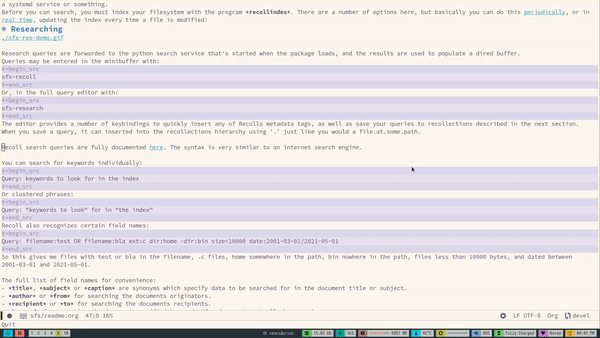 a systemd service or something.
Before you can search, you must index your filesystem with the program *recollindex*. There are a number of options here, but basically you can do this periodically, or in
real time, updating the index every time a file is modified!
Researching
./sfs-res-demo.gif
Research queries are forwarded to the python search service that's started when the package loads, and the results are used to populate a dired buffer.
Queries may be entered in the minibuffer with:
#+begin_src
sfs-recoll
#+end_src
Or, in the full query editor with:
#+begin_src
sfs-research
#+end_src
The editor provides a number of keybindings to quickly insert any of Recolls metadata tags, as well as save your queries to recollections described in the next section.
When you save a query, it can inserted into the recollections hierarchy using '.' just like you would a file.at.some.path.
Recoll search queries are fully documented here. The syntax is very similar to an internet search engine.
You can search for keywords individually:
#+begin_src
Query: keywords to look for in the index
#+end_src
Or clustered phrases:
#+begin_src
Query: "keywords to look" for in "the index"
#+end_src
Recoll also recognizes certain field names:
#+begin_src
Query: filename:test OR filename:bla ext:c dir:home -dir:bin size<10000 date:2001-03-01/2021-05-01
#+end_src
So this gives me files with test or bla in the filename, .c files, home somewhere in the path, bin nowhere in the path, files less than 10000 bytes, and dated between
2001-03-01 and 2021-05-01.
The full list of field names for convenience:
- *title*, *subject* or *caption* are synonyms which specify data to be searched for in the document title or subject.
- *author* or *from* for searching the documents originators.
- *recipient* or *to* for searching the documents recipients.
sfs/readme.org 47:0 16%
LF UTF-8 Org devel
Quit
1 2 3 4 5 10
Fully Charged
04:42 PM